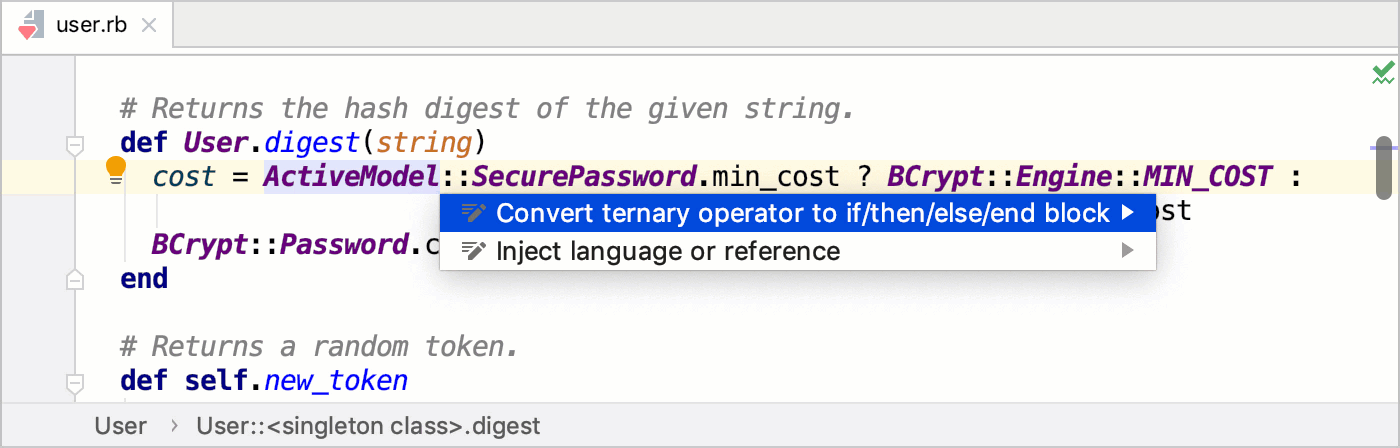 user.rb
# Returns the hash digest of the given string.
def User.digest(string)
cost = ActiveModel::SecurePassword.min_cost ? BCrypt::Engine::MIN_COST :
Convert ternary operator to if/then/else/end block
BCrypt::Password.c
Inject language or reference
end
# Returns a random token.
def self.new_token
User › User::<singleton class>.digest